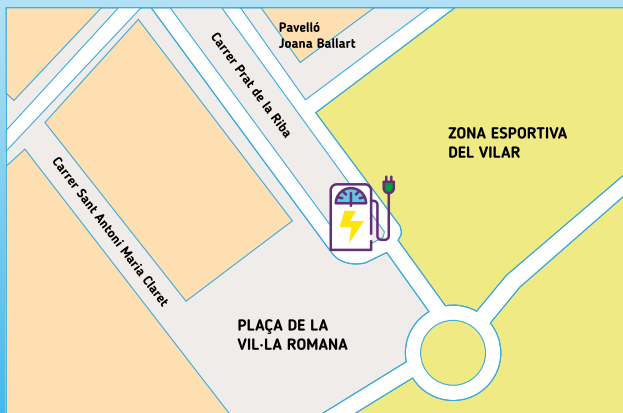 Pavelló
Joana Ballart
Carrer Prat de la Riba
ZONA ESPORTIVA
DEL VILAR
Carrer Sant Antoni Maria Claret
PLAÇA DE LA
VIL·LA ROMANA